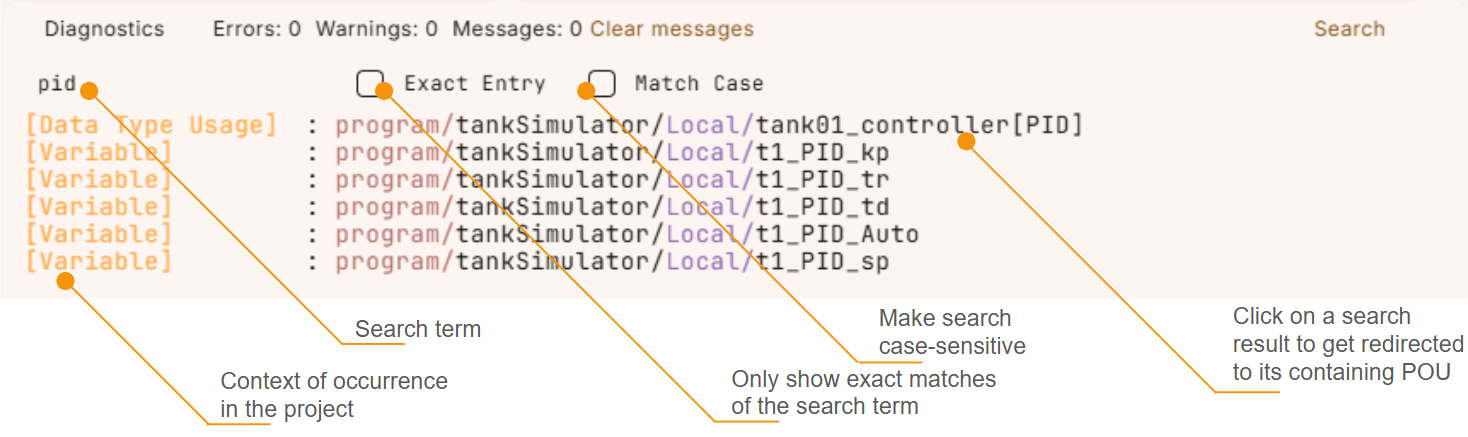 Diagnostics Errors: 0 Warnings: 0 Messages: 0 Clear messages Search
pid Exact Entry Match Case
[Data Type Usage] : program/tankSimulator/Local/tank01_controller[PID]
[Variable] : program/tankSimulator/Local/t1_PID_kp
[Variable] : program/tankSimulator/Local/t1_PID_tr
[Variable] : program/tankSimulator/Local/t1_PID_td
[Variable] : program/tankSimulator/Local/t1_PID_Auto
[Variable] : program/tankSimulator/Local/t1_PID_sp
Search term
Context of occurrence
in the project
Only show exact matches
of the search term
Make search
case-sensitive
Click on a search
result to get redirected
to its containing POU